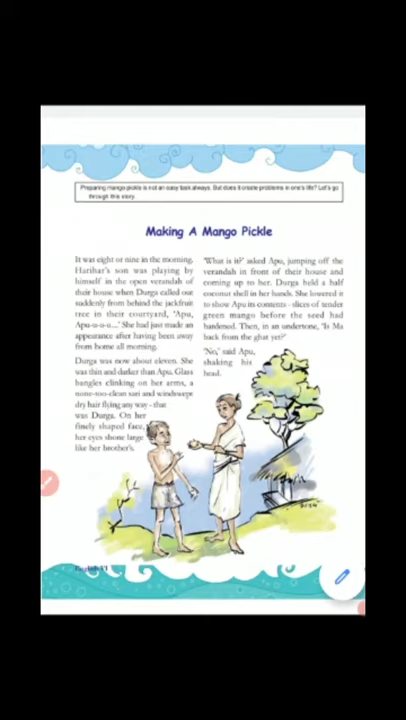 Preparing mango pickle is not an easy task always. But does it create problems in one's life? Let's go
through this story.
Making A Mango Pickle
It was eight or nine in the morning.
Harihar's son was playing by
himself in the open verandah of
their house when Durga called out
suddenly from behind the jackfruit
tree in their courtyard, 'Apu,
Apu-u-u-u....' She had just made an
appearance after having been away
from home all morning.
Durga was now about eleven. She
was thin and darker than Apu. Glass
bangles clinking on her arms, a
none-too-clean sari and windswept
dry hair flying any way - that
was Durga. On her
finely shaped face,
her eyes shone large
like her brother's.
'What is it?' asked Apu, jumping off the
verandah in front of their house and
coming up to her. Durga held a half
coconut shell in her hands. She lowered it
to show Apu its contents - slices of tender
green mango before the seed had
hardened. Then, in an undertone, 'Is Ma
back from the ghat yet?'
'No,' said Apu,
shaking his
head.
English-VI